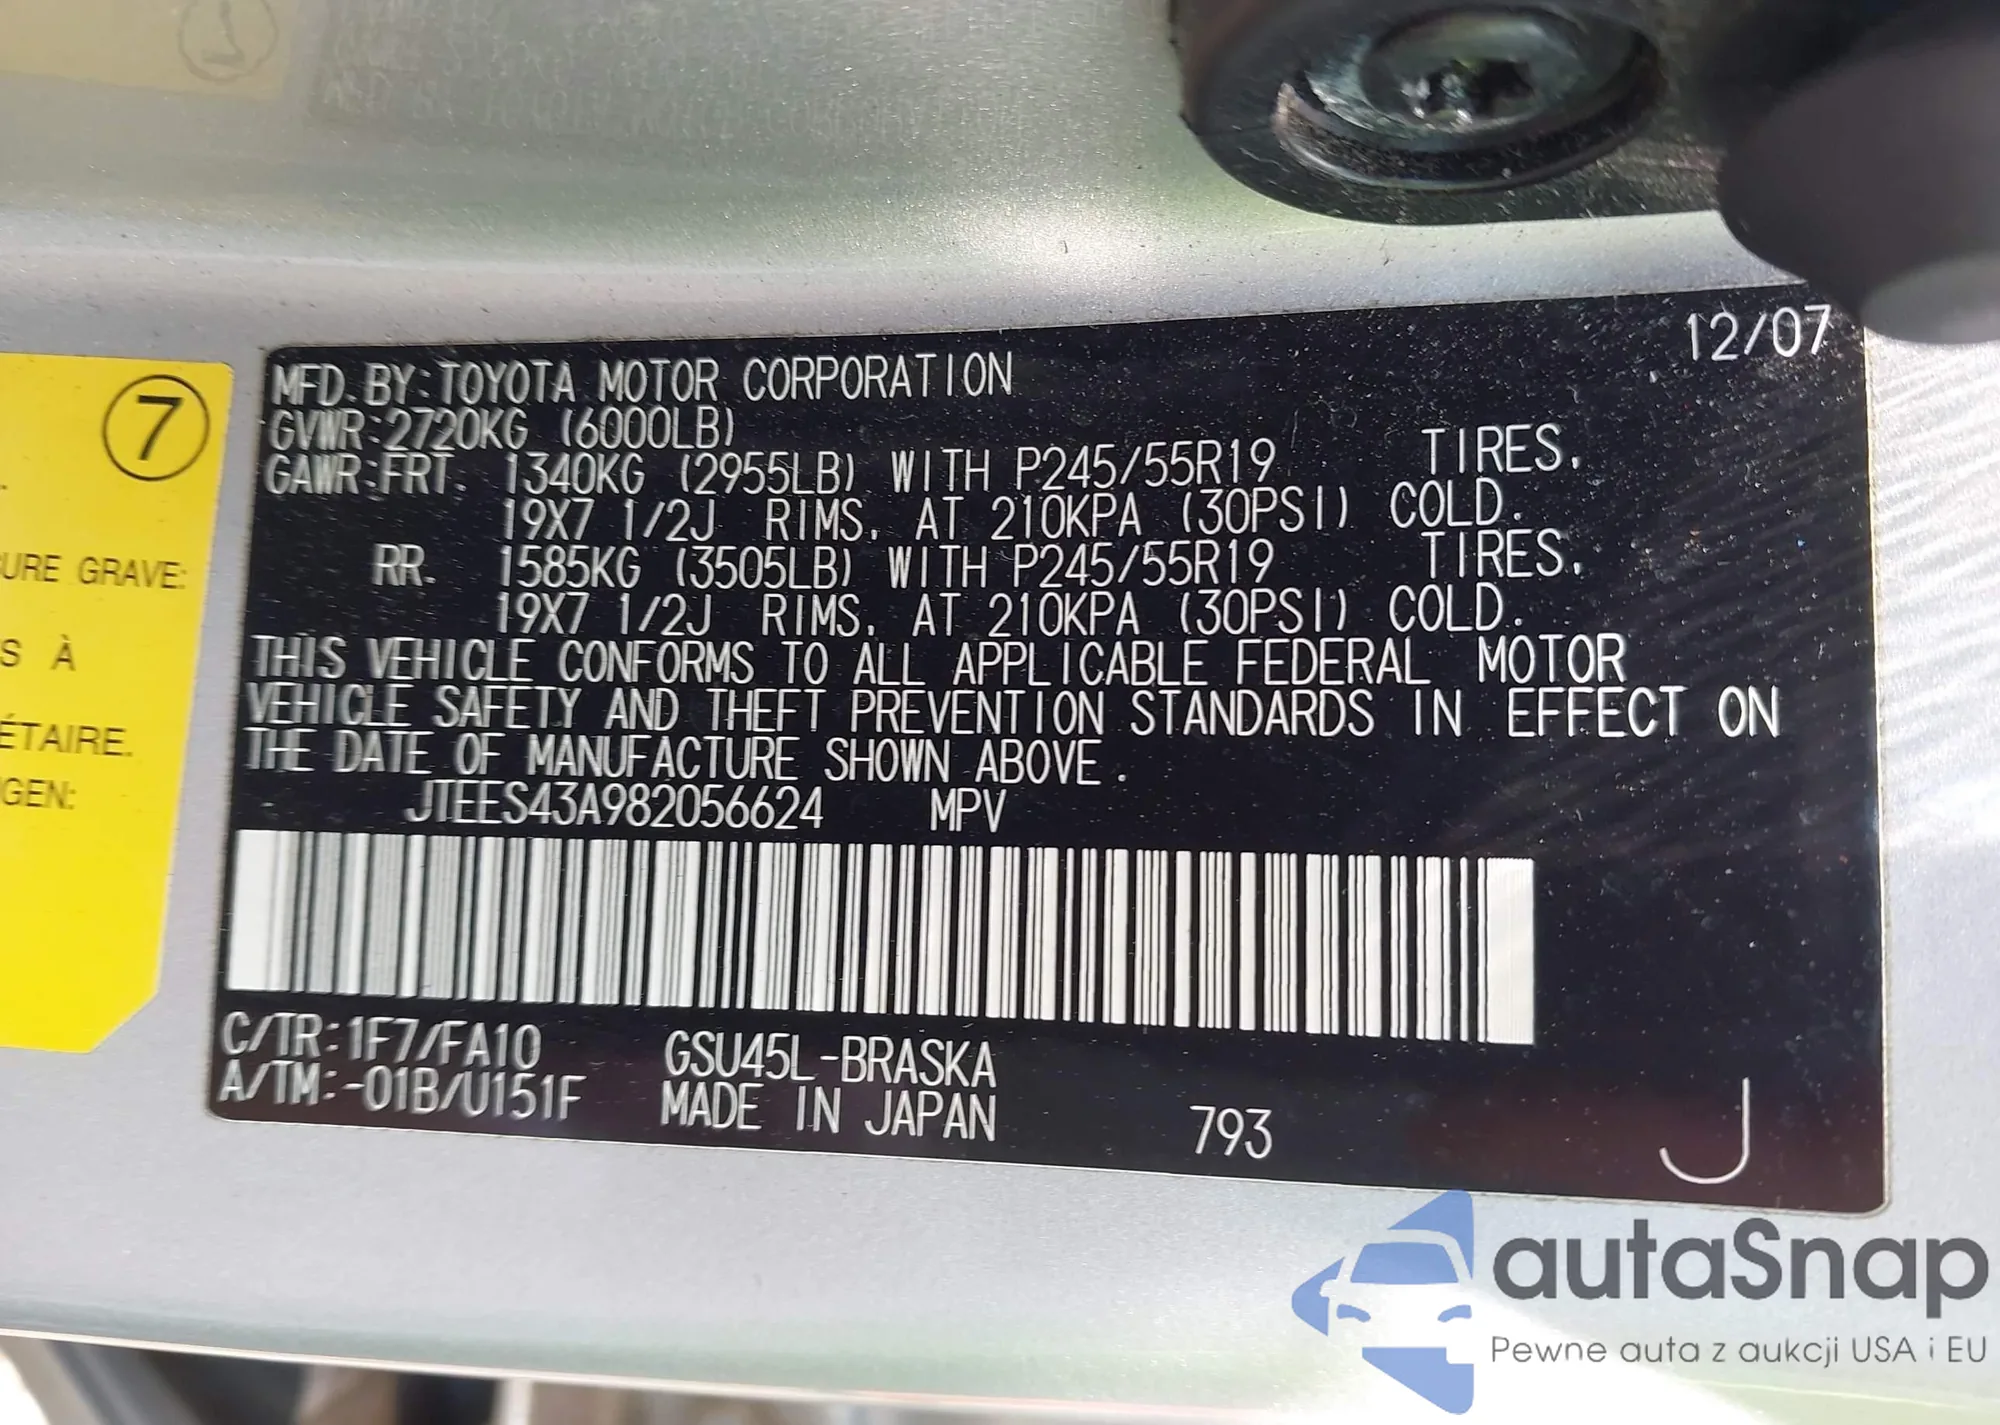 12/07
MFD. BY:TOYOTA MOTOR CORPORATION
GVWR:2720KG (6000LB)
GAWR:FRT. 1340KG (2955LB) WITH P245/55R19 TIRES,
19X7 1/2J RIMS, AT 210KPA (30PSI) COLD.
RR. 1585KG (3505LB) WITH P245/55R19 TIRES,
19X7 1/2J RIMS, AT 210KPA (30PSI) COLD.
THIS VEHICLE CONFORMS TO ALL APPLICABLE FEDERAL MOTOR
VEHICLE SAFETY AND THEFT PREVENTION STANDARDS IN EFFECT ON
THE DATE OF MANUFACTURE SHOWN ABOVE.
JTEES43A982056624 MPV
C/TR:1F7/FA10 GSU45L-BRASKA
A/TM:-01B/U151F MADE IN JAPAN 793 J
7
URE GRAVE:
S À
ÉTAIRE.
GEN:
autaSnap
Pewne auta z aukcji USA i EU